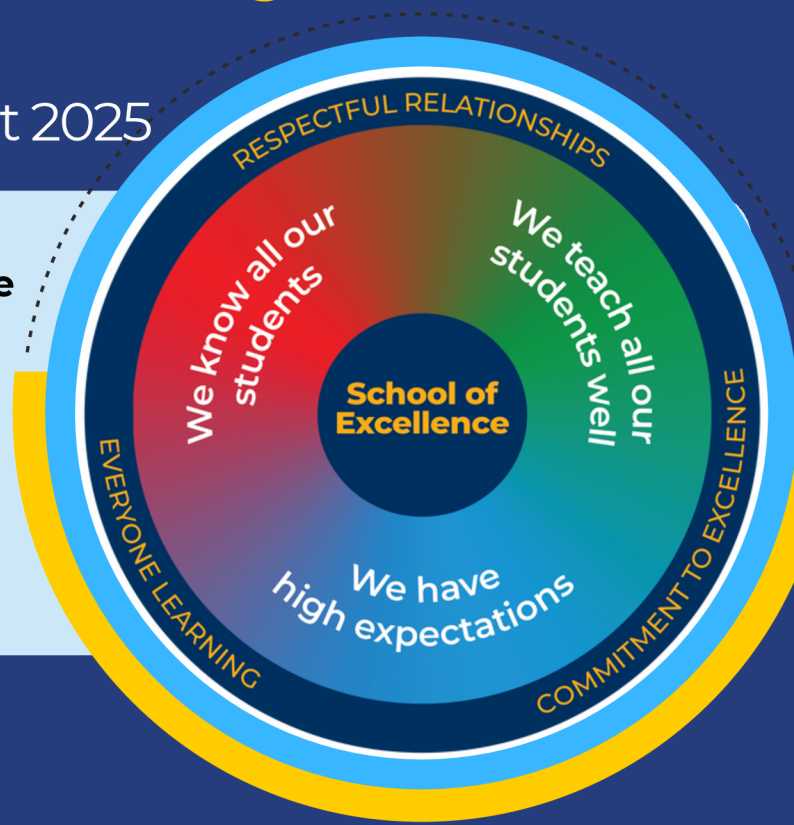 t 2025
e
RESPECTFUL RELATIONSHIPS
We know all our
students
We teach all our
students well
School of
Excellence
We have
high expectations
EVERYONE LEARNING
COMMITMENT TO EXCELLENCE